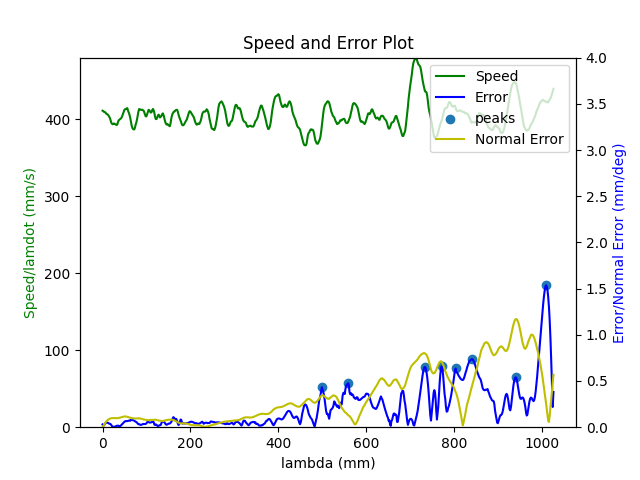 Speed and Error Plot
Speed
Error
peaks
Normal Error
Speed/lamdot (mm/s)
400
300
200
100
0
4.0
3.5
3.0
2.5
2.0
1.5
1.0
0.5
0.0
Error/Normal Error (mm/deg)
0 200 400 600 800 1000
lambda (mm)